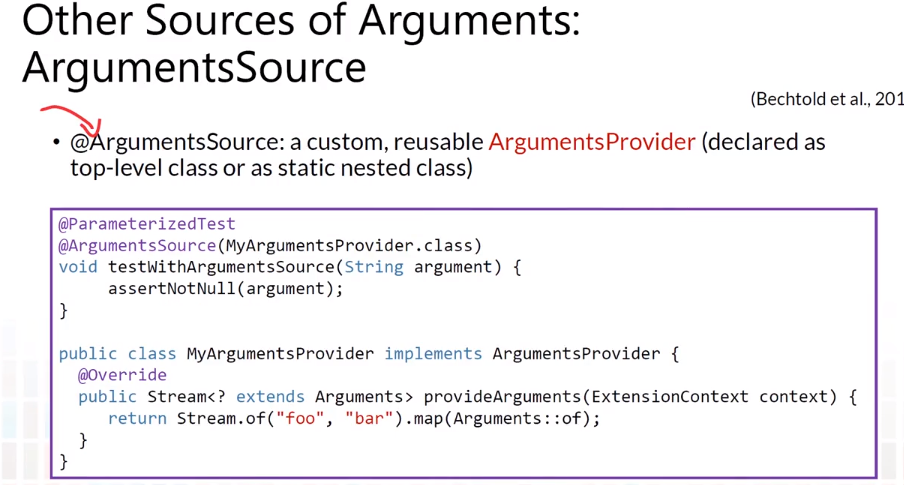 Other Sources of Arguments:
ArgumentsSource
(Bechtold et al., 201
• @ArgumentsSource: a custom, reusable ArgumentsProvider (declared as
top-level class or as static nested class)
@ParameterizedTest
@ArgumentsSource(MyArgumentsProvider.class)
void testWithArgumentsSource(String argument) {
     assertNotNull(argument);
}
public class MyArgumentsProvider implements ArgumentsProvider {
  @Override
  public Stream<? extends Arguments> provideArguments(ExtensionContext context) {
     return Stream.of("foo", "bar").map(Arguments::of);
  }
}